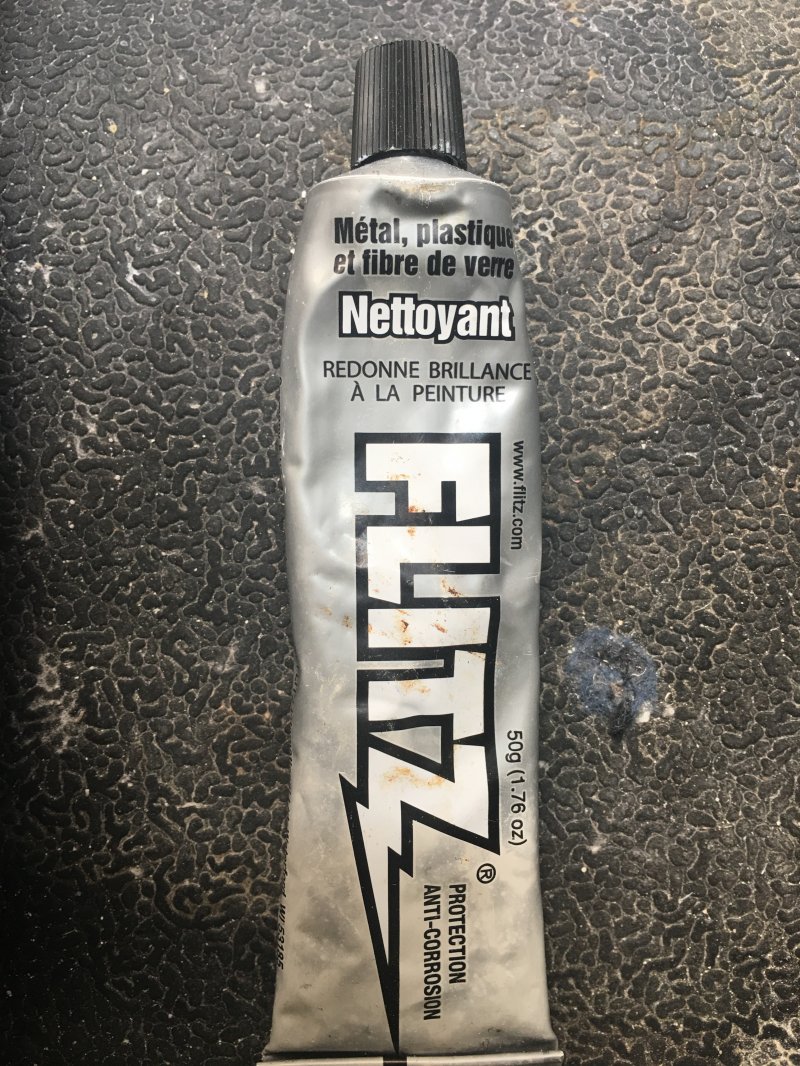 Métal, plastique
et fibre de verre
Nettoyant
REDONNE BRILLANCE
À LA PEINTURE
FLITZ®
www.flitz.com
50g (1.76 oz)
PROTECTION
ANTI-CORROSION